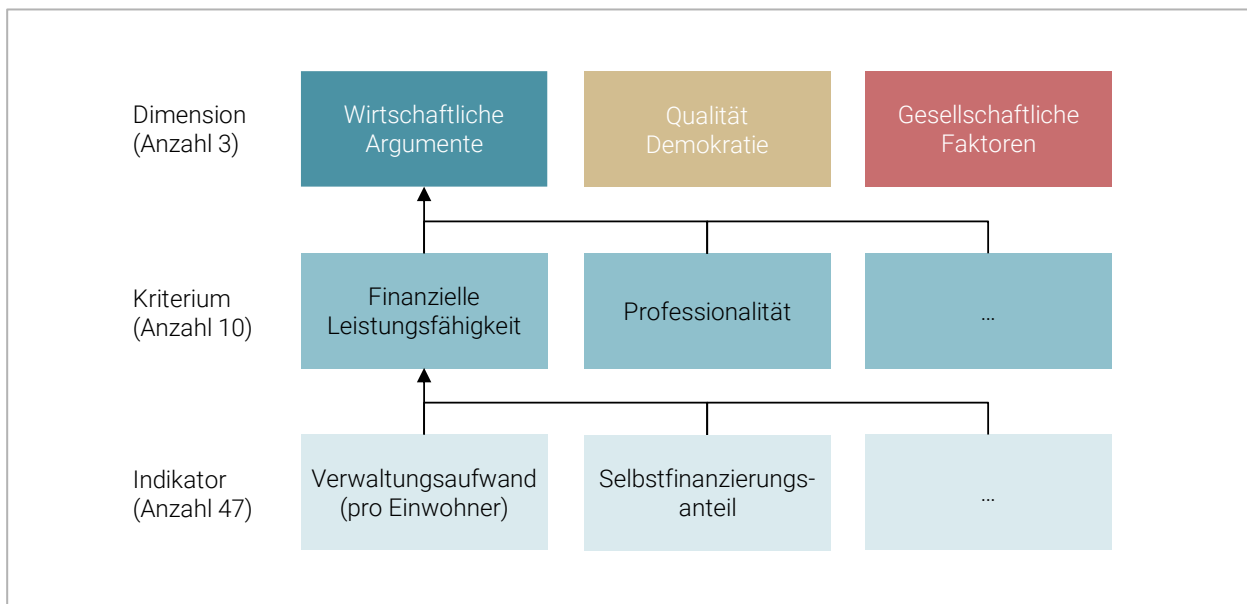 Dimension
(Anzahl 3)
Wirtschaftliche
Argumente
Qualität
Demokratie
Gesellschaftliche
Faktoren
Kriterium
(Anzahl 10)
Finanzielle
Leistungsfähigkeit
Professionalität
...
Indikator
(Anzahl 47)
Verwaltungsaufwand
(pro Einwohner)
Selbstfinanzierungs-
anteil
...